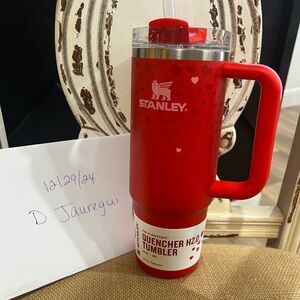 12/29/24
D Jauregui
STANLEY
QUENCHER H2.0
TUMBLER